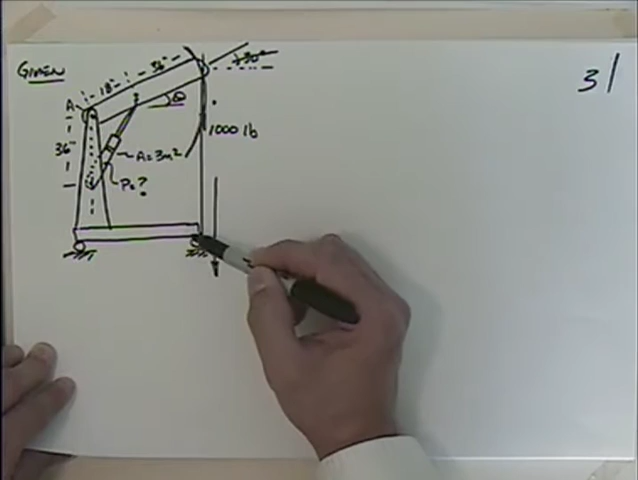 GIVEN
31
18"
36"
±30°
A
Θ
36"
1000 lb
A=3in²
P=?